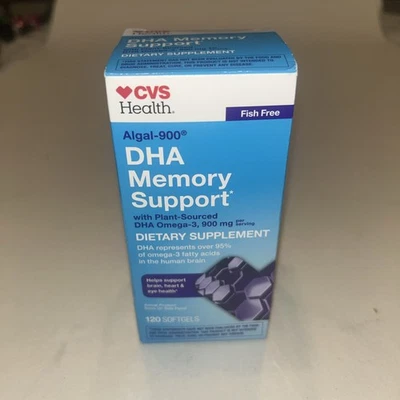 DHA Memory
Support*
DIETARY SUPPLEMENT
CVS
Health®
Fish Free
Algal-900®
DHA
Memory
Support*
with Plant-Sourced
DHA Omega-3, 900 mg per serving
DIETARY SUPPLEMENT
DHA represents over 95%
of omega-3 fatty acids
in the human brain
Helps support
brain, heart &
eye health*
120 SOFTGELS